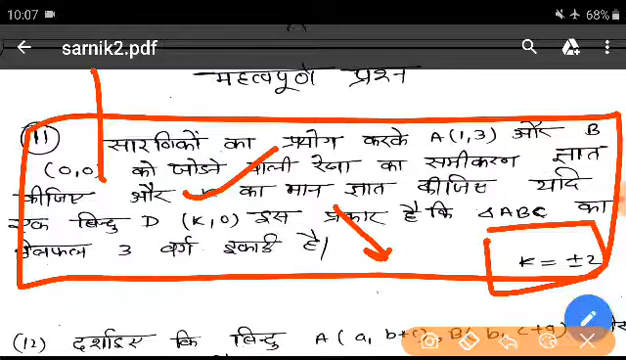 10:07 68%
sarnik2.pdf
महत्वपूर्ण प्रश्न
(11) सारणिकों का प्रयोग करके A(1,3) और B
(0,0) को जोड़ने वाली रेखा का समीकरण ज्ञात
कीजिए और का मान ज्ञात कीजिए यदि
एक बिन्दु D (K,0) इस प्रकार है कि △ABC का
क्षेत्रफल 3 वर्ग इकाई है/
K = ±2
(12) दर्शाइए कि बिन्दु A(a, b+c), B( b, c+a)